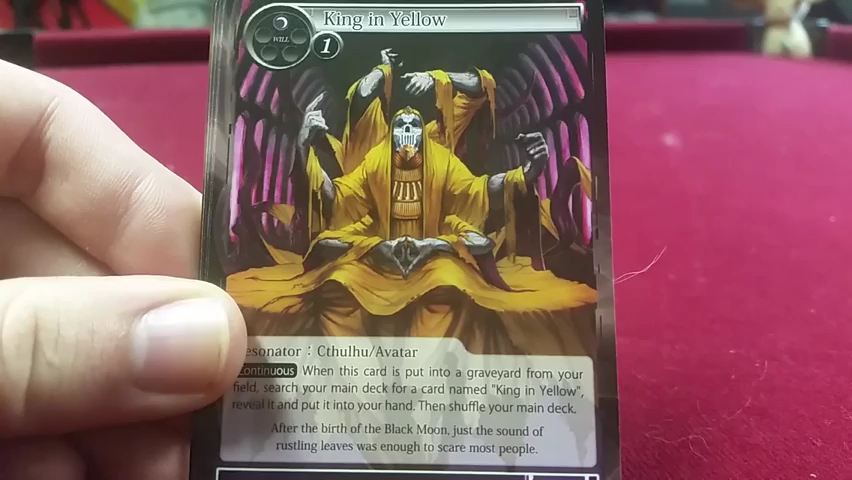 King in Yellow
WILL
1
esonator : Cthulhu/Avatar
Continuous When this card is put into a graveyard from your
field, search your main deck for a card named "King in Yellow",
reveal it and put it into your hand. Then shuffle your main deck.
After the birth of the Black Moon, just the sound of
rustling leaves was enough to scare most people.